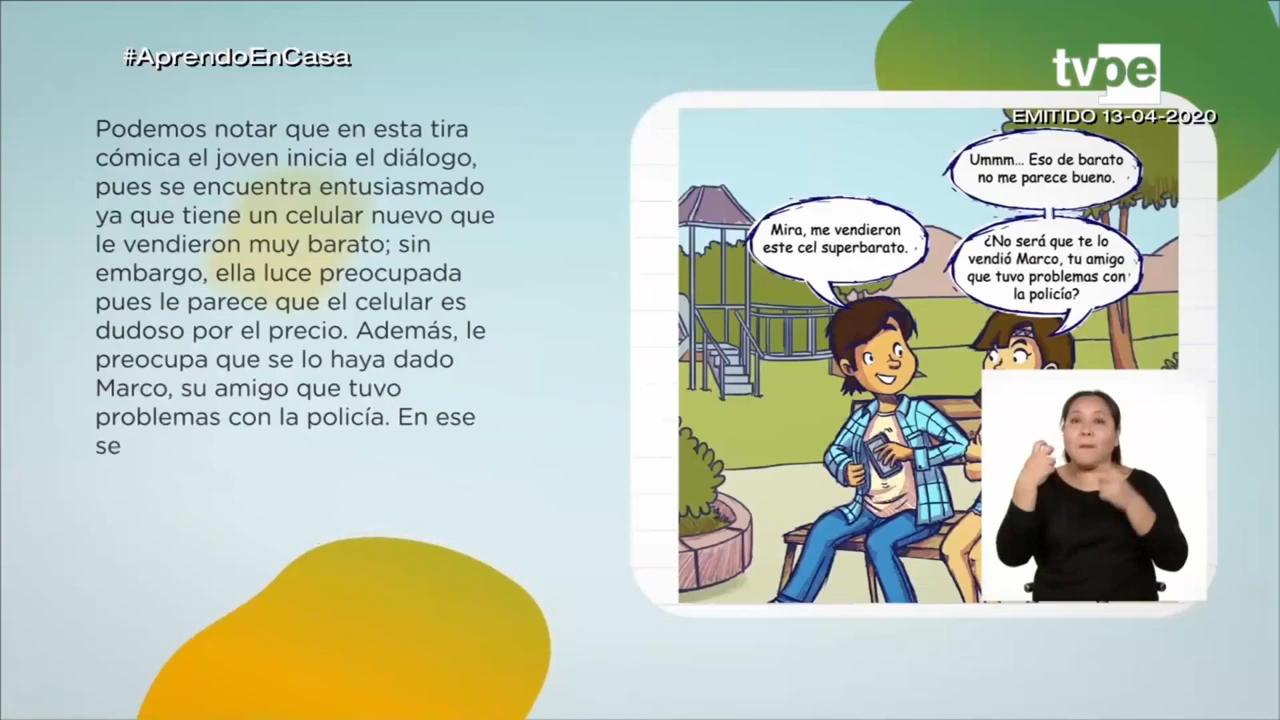 #AprendoEnCasa
tvpe
EMITIDO 13-04-2020
Podemos notar que en esta tira
cómica el joven inicia el diálogo,
pues se encuentra entusiasmado
ya que tiene un celular nuevo que
le vendieron muy barato; sin
embargo, ella luce preocupada
pues le parece que el celular es
dudoso por el precio. Además, le
preocupa que se lo haya dado
Marco, su amigo que tuvo
problemas con la policía. En ese
se
Mira, me vendieron
este cel superbarato.
Ummm... Eso de barato
no me parece bueno.
¿No será que te lo
vendió Marco, tu amigo
que tuvo problemas con
la policía?